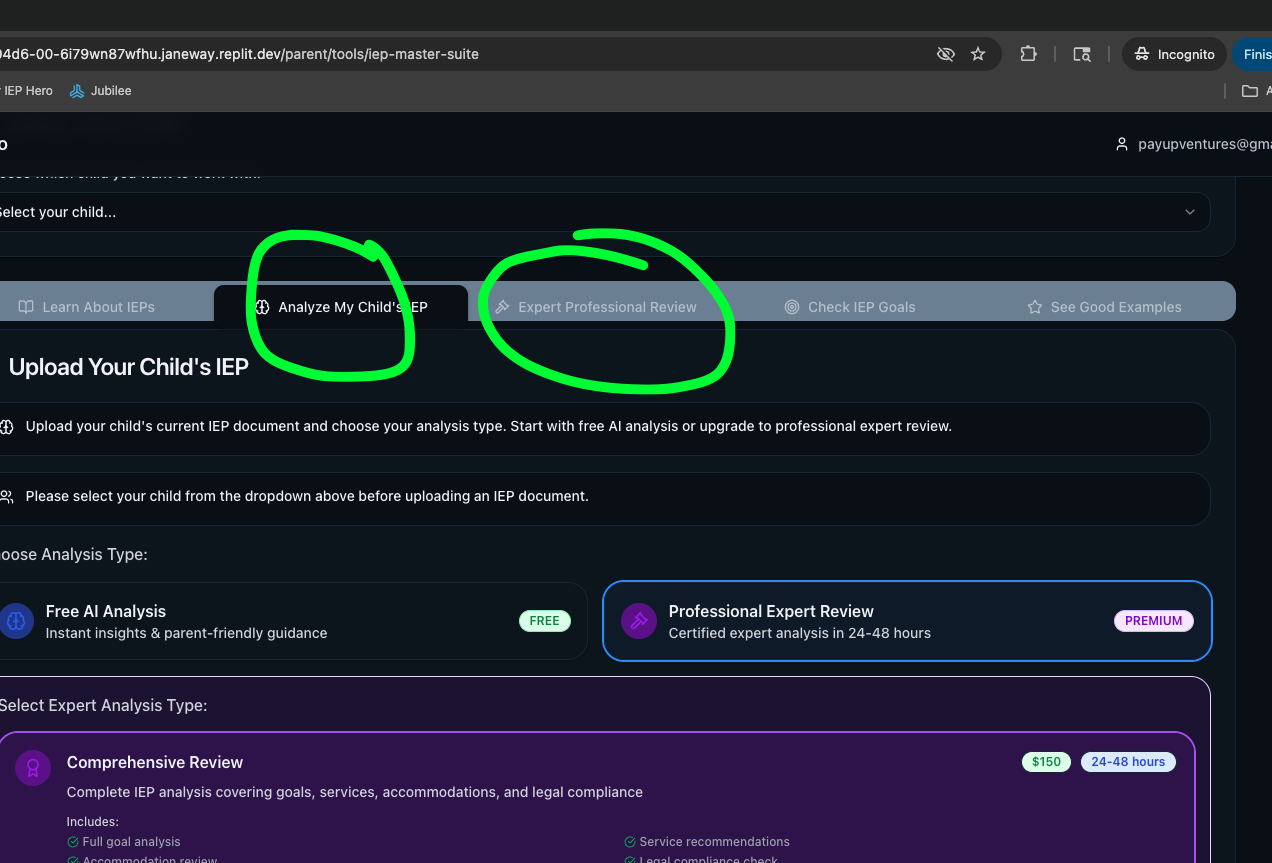 04d6-00-6i79wn87wfhu.janeway.replit.dev/parent/tools/iep-master-suite
Incognito
Finis
IEP Hero
Jubilee
payupventures@gma
Select your child...
Learn About IEPs
Analyze My Child's IEP
Expert Professional Review
Check IEP Goals
See Good Examples
Upload Your Child's IEP
Upload your child's current IEP document and choose your analysis type. Start with free AI analysis or upgrade to professional expert review.
Please select your child from the dropdown above before uploading an IEP document.
oose Analysis Type:
Free AI Analysis
Instant insights & parent-friendly guidance
FREE
Professional Expert Review
Certified expert analysis in 24-48 hours
PREMIUM
Select Expert Analysis Type:
Comprehensive Review
$150
24-48 hours
Complete IEP analysis covering goals, services, accommodations, and legal compliance
Includes:
Full goal analysis
Service recommendations
Accommodation review
Legal compliance check